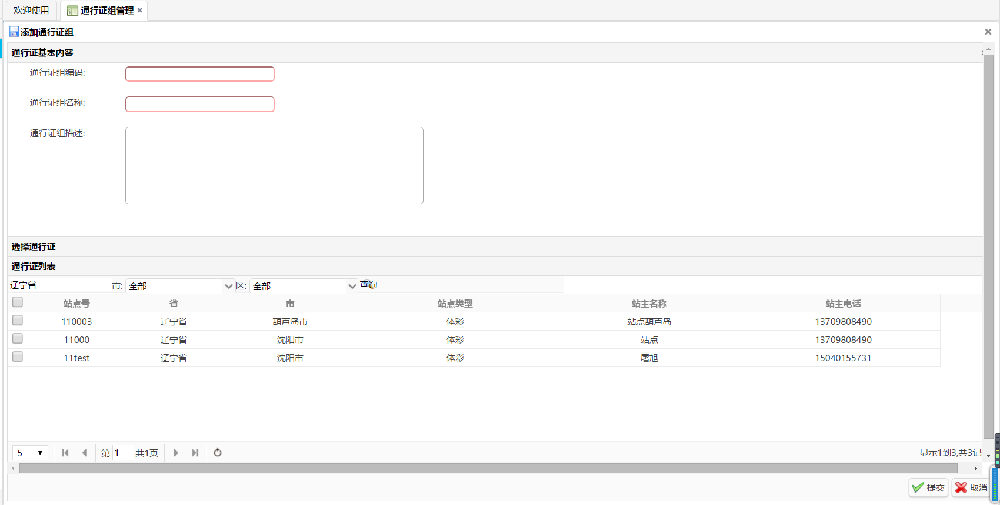 欢迎使用 通行证组管理
添加通行证组
通行证基本内容
通行证组编码:
通行证组名称:
通行证组描述:
选择通行证
通行证列表
辽宁省 市: 全部 区: 全部 查询
站点号 省 市 站点类型 站主名称 站主电话
110003 辽宁省 葫芦岛市 体彩 站点葫芦岛 13709808490
11000 辽宁省 沈阳市 体彩 站点 13709808490
11test 辽宁省 沈阳市 体彩 屠旭 15040155731
5 第 1 共1页 显示1到3,共3记
提交 取消